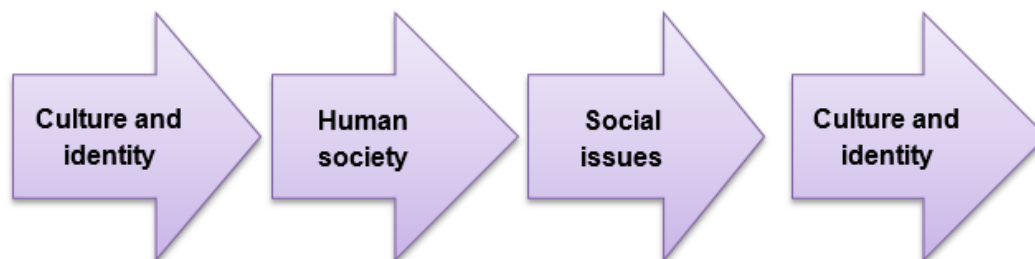 Culture and
identity
Human
society
Social
issues
Culture and
identity